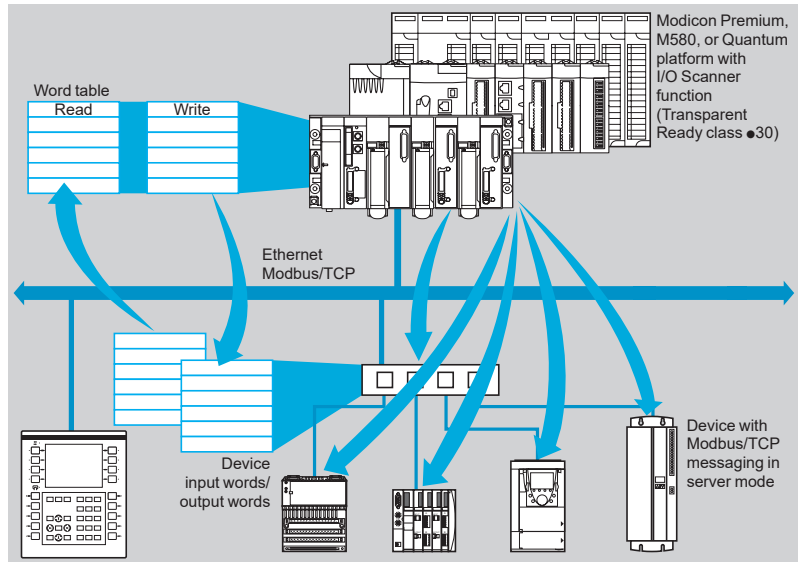 Modicon Premium,
M580, or Quantum
platform with
I/O Scanner
function
(Transparent
Ready class ●30)
Word table
Read
Write
Ethernet
Modbus/TCP
Device
input words/
output words
Device with
Modbus/TCP
messaging in
server mode